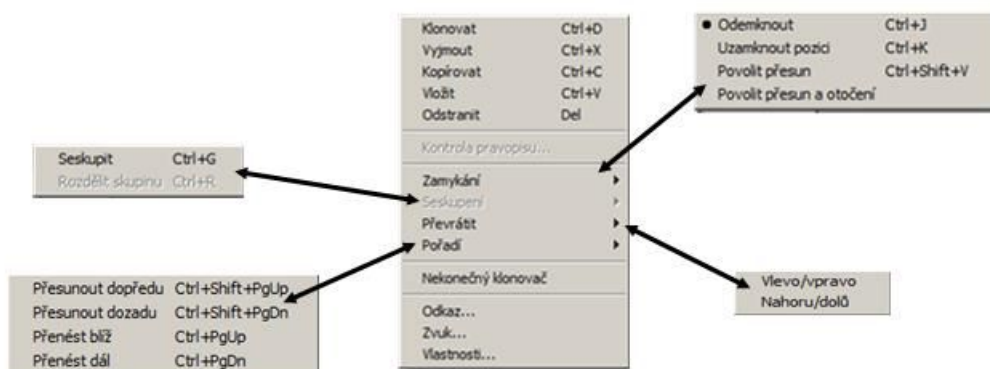 Klonovat Ctrl+D
Vyjmout Ctrl+X
Kopírovat Ctrl+C
Vložit Ctrl+V
Odstranit Del
Kontrola pravopisu...
Zamykání
Seskupení
Převrátit
Pořadí
Nekonečný klonovač
Odkaz...
Zvuk...
Vlastnosti...
Odemknout Ctrl+J
Uzamknout pozici Ctrl+K
Povolit přesun Ctrl+Shift+V
Povolit přesun a otočení
Seskupit Ctrl+G
Rozdělit skupinu Ctrl+R
Přesunout dopředu Ctrl+Shift+PgUp
Přesunout dozadu Ctrl+Shift+PgDn
Přenést blíž Ctrl+PgUp
Přenést dál Ctrl+PgDn
Vlevo/vpravo
Nahoru/dolů